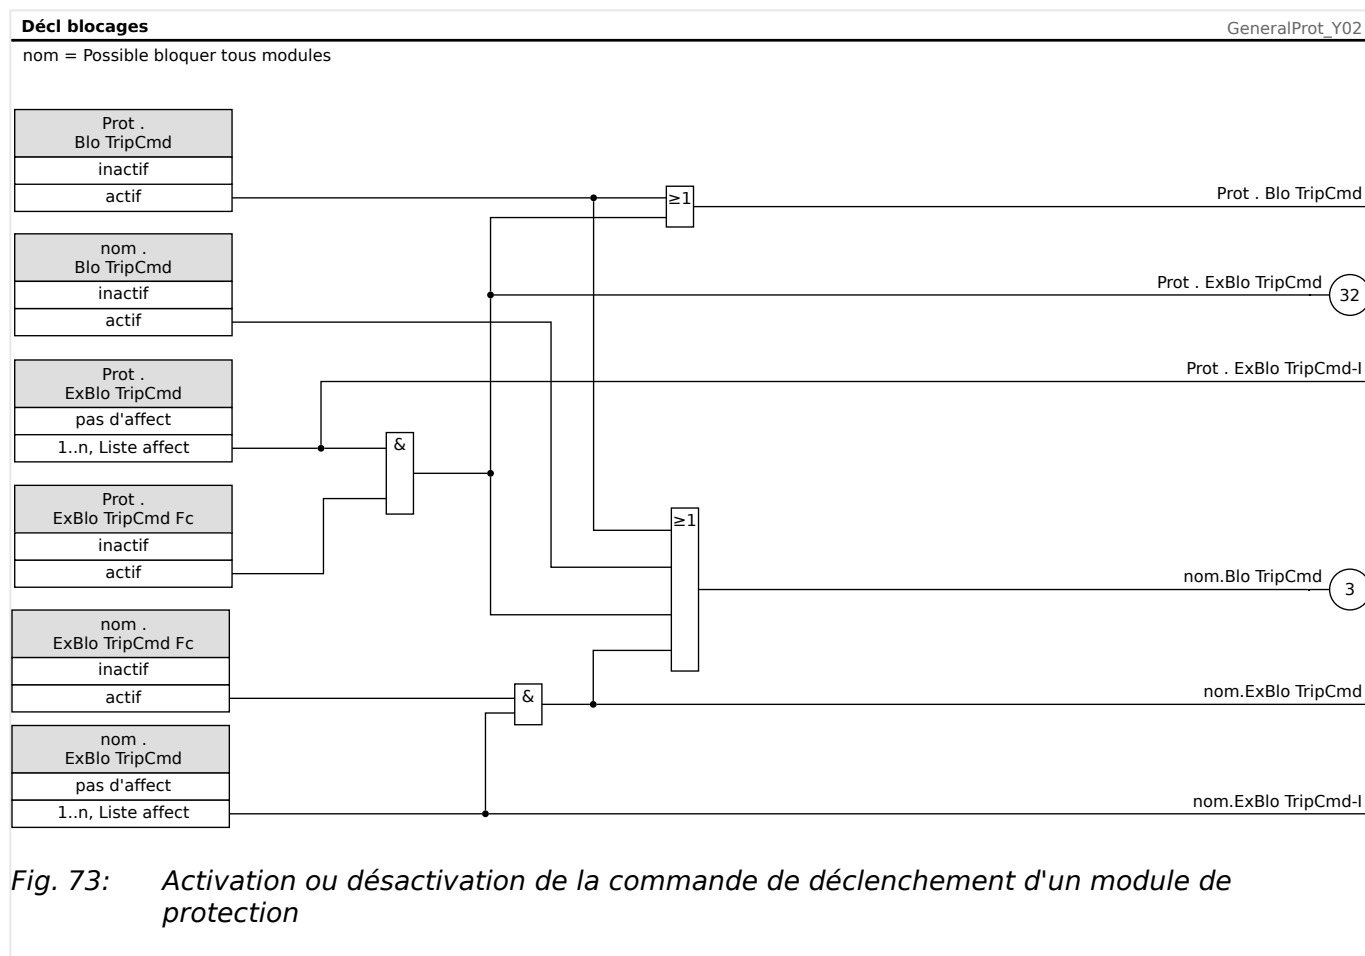 Décl blocages
GeneralProt_Y02
nom = Possible bloquer tous modules
Prot .
Blo TripCmd
inactif
actif
≥1
Prot . Blo TripCmd
nom .
Blo TripCmd
inactif
actif
Prot . ExBlo TripCmd
32
Prot .
ExBlo TripCmd
pas d'affect
1..n, Liste affect
Prot . ExBlo TripCmd-I
&
Prot .
ExBlo TripCmd Fc
inactif
actif
≥1
nom.Blo TripCmd
3
nom .
ExBlo TripCmd Fc
inactif
actif
&
nom.ExBlo TripCmd
nom .
ExBlo TripCmd
pas d'affect
1..n, Liste affect
nom.ExBlo TripCmd-I
Fig. 73: Activation ou désactivation de la commande de déclenchement d'un module de
protection